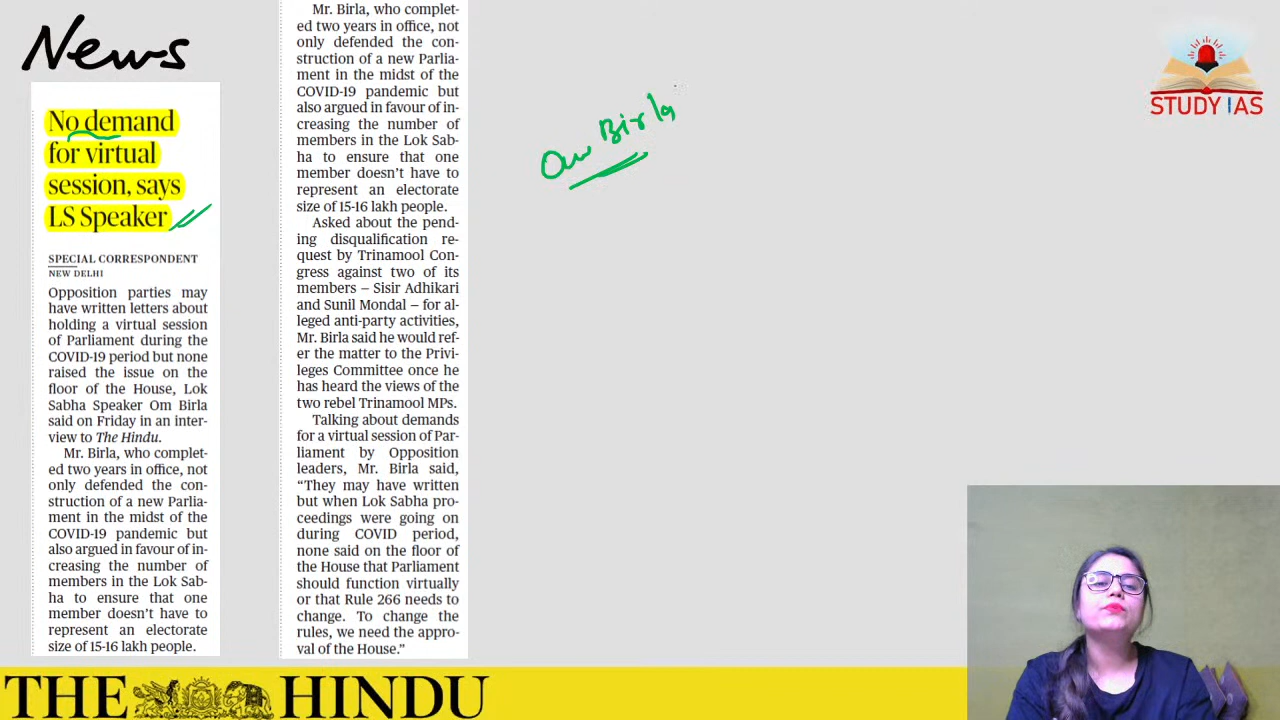 News
No demand
for virtual
session, says
LS Speaker
SPECIAL CORRESPONDENT
NEW DELHI
Opposition parties may
have written letters about
holding a virtual session
of Parliament during the
COVID-19 period but none
raised the issue on the
floor of the House, Lok
Sabha Speaker Om Birla
said on Friday in an inter-
view to The Hindu.
Mr. Birla, who complet-
ed two years in office, not
only defended the con-
struction of a new Parlia-
ment in the midst of the
COVID-19 pandemic but
also argued in favour of in-
creasing the number of
members in the Lok Sab-
ha to ensure that one
member doesn't have to
represent an electorate
size of 15-16 lakh people.
Mr. Birla, who complet-
ed two years in office, not
only defended the con-
struction of a new Parlia-
ment in the midst of the
COVID-19 pandemic but
also argued in favour of in-
creasing the number of
members in the Lok Sab-
ha to ensure that one
member doesn't have to
represent an electorate
size of 15-16 lakh people.
Asked about the pend-
ing disqualification re-
quest by Trinamool Con-
gress against two of its
members – Sisir Adhikari
and Sunil Mondal – for al-
leged anti-party activities,
Mr. Birla said he would ref-
er the matter to the Privi-
leges Committee once he
has heard the views of the
two rebel Trinamool MPs.
Talking about demands
for a virtual session of Par-
liament by Opposition
leaders, Mr. Birla said,
“They may have written
but when Lok Sabha pro-
ceedings were going on
during COVID period,
none said on the floor of
the House that Parliament
should function virtually
or that Rule 266 needs to
change. To change the
rules, we need the appro-
val of the House.”
Om Birla
STUDY IAS
THE HINDU